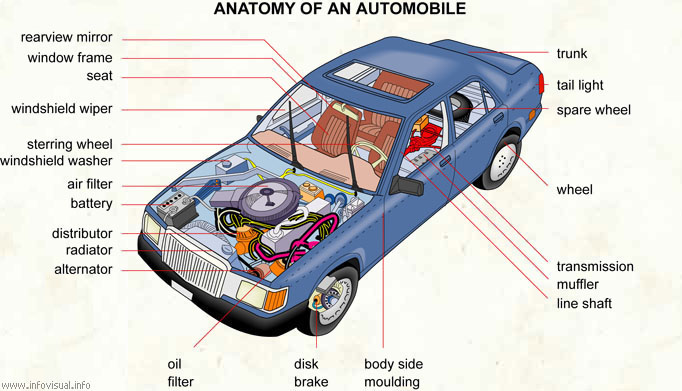 ANATOMY OF AN AUTOMOBILE
rearview mirror
window frame
seat
windshield wiper
sterring wheel
windshield washer
air filter
battery
distributor
radiator
alternator
oil
filter
disk
brake
body side
moulding
trunk
tail light
spare wheel
wheel
transmission
muffler
line shaft
www.infovisual.info